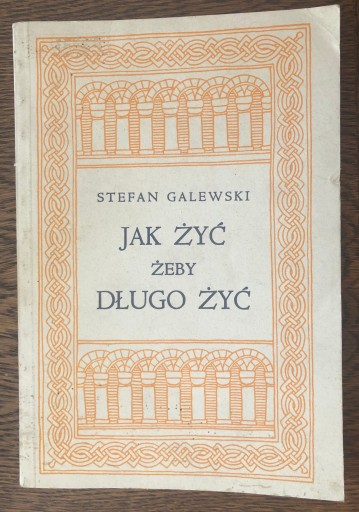 STEFAN GALEWSKI
JAK ŻYĆ
ŻEBY
DŁUGO ŻYĆ